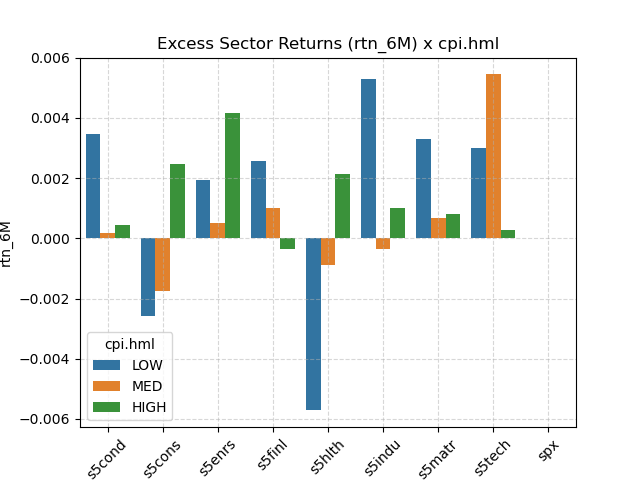 Excess Sector Returns (rtn_6M) x cpi.hml
0.006
0.004
0.002
0.000
−0.002
−0.004
−0.006
rtn_6M
cpi.hml
LOW
MED
HIGH
s5cond
s5cons
s5enrs
s5finl
s5hlth
s5indu
s5matr
s5tech
spx